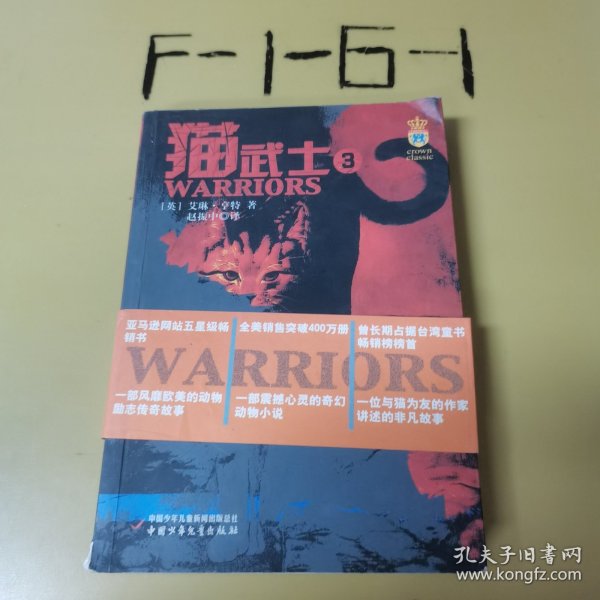 F-1-6-1
猫武士3
WARRIORS
crown
classic
[英] 艾琳·亨特 著
赵振中◎译
亚马逊网站五星级畅
销书
全美销售突破400万册
曾长期占据台湾童书
畅销榜榜首
WARRIORS
一部风靡欧美的动物
励志传奇故事
一部震撼心灵的奇幻
动物小说
一位与猫为友的作家
讲述的非凡故事
中国少年儿童新闻出版总社
中国少年儿童出版社
孔夫子旧书网
www.kongfz.com